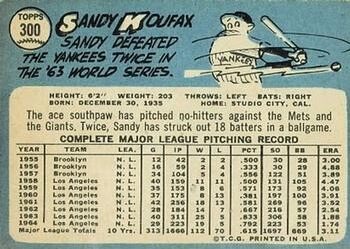 TOPPS
300
SANDY KOUFAX
SANDY DEFEATED
THE YANKEES TWICE IN
THE '63 WORLD SERIES.
YANKEES
HEIGHT: 6'2" WEIGHT: 203 THROWS: LEFT BATS: RIGHT
BORN: DECEMBER 30, 1935 HOME: STUDIO CITY, CAL.
The ace southpaw has pitched no-hitters against the Mets and
the Giants. Twice, Sandy has struck out 18 batters in a ballgame.
COMPLETE MAJOR LEAGUE PITCHING RECORD
YEAR TEAM LEA. G IP W L PCT. SO BB ERA
1955 Brooklyn N. L. 12 42 2 2 .500 30 28 3.00
1956 Brooklyn N. L. 16 59 2 4 .333 30 29 4.88
1957 Brooklyn N. L. 34 104 5 4 .556 122 51 3.89
1958 Los Angeles N. L. 40 159 11 11 .500 131 105 4.47
1959 Los Angeles N. L. 35 153 8 6 .571 173 92 4.06
1960 Los Angeles N. L. 37 175 8 13 .381 197 100 3.91
1961 Los Angeles N. L. 42 256 18 13 .581 269 96 3.52
1962 Los Angeles N. L. 28 184 14 7 .667 216 57 2.54
1963 Los Angeles N. L. 40 311 25 5 .833 306 58 1.88
1964 Los Angeles N. L. 29 223 19 5 .792 223 53 1.74
Major League Totals 10 Yrs. 313 1666 112 70 .615 1697 669 3.11
©T.C.G. PRINTED IN U.S.A.